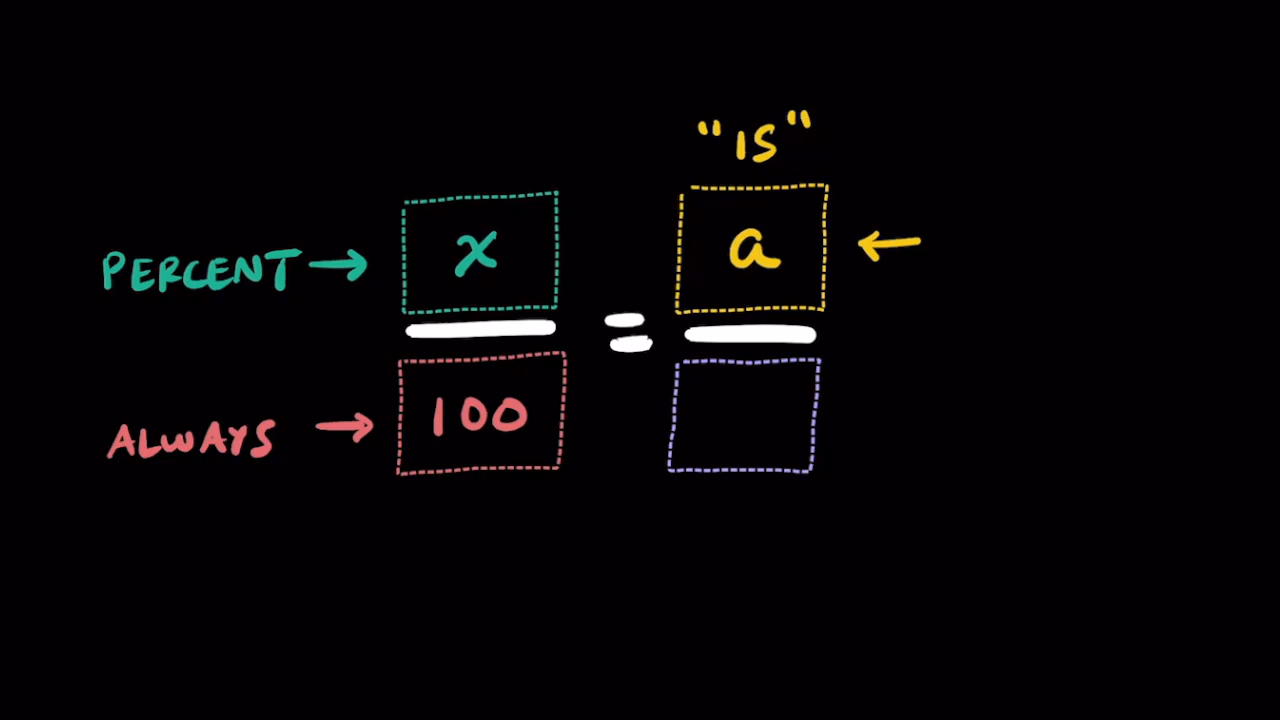 "IS"
PERCENT → x = a ←
ALWAYS → 100